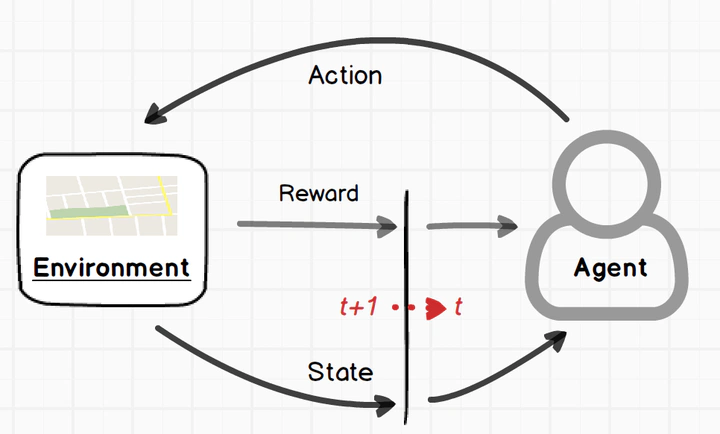 Action
Reward
Environment
Agent
t+1
t
State